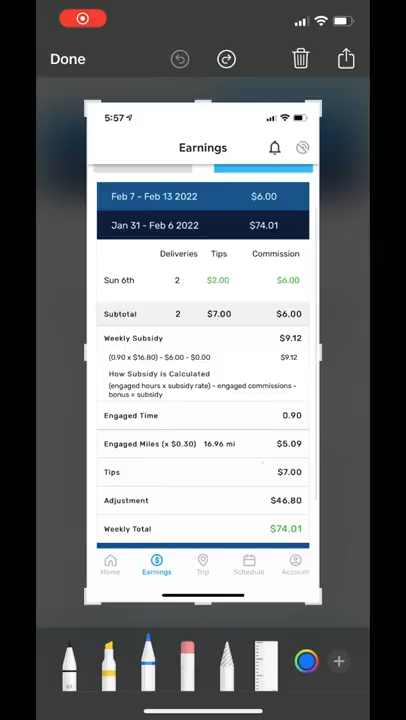 Done
5:57
Earnings
Feb 7 - Feb 13 2022 $6.00
Jan 31 - Feb 6 2022 $74.01
Deliveries Tips Commission
Sun 6th 2 $2.00 $6.00
Subtotal 2 $7.00 $6.00
Weekly Subsidy $9.12
(0.90 x $16.80) - $6.00 - $0.00 $9.12
How Subsidy is Calculated
(engaged hours x subsidy rate) - engaged commissions -
bonus = subsidy
Engaged Time 0.90
Engaged Miles (x $0.30) 16.96 mi $5.09
Tips $7.00
Adjustment $46.80
Weekly Total $74.01
Home Earnings Trip Schedule Account